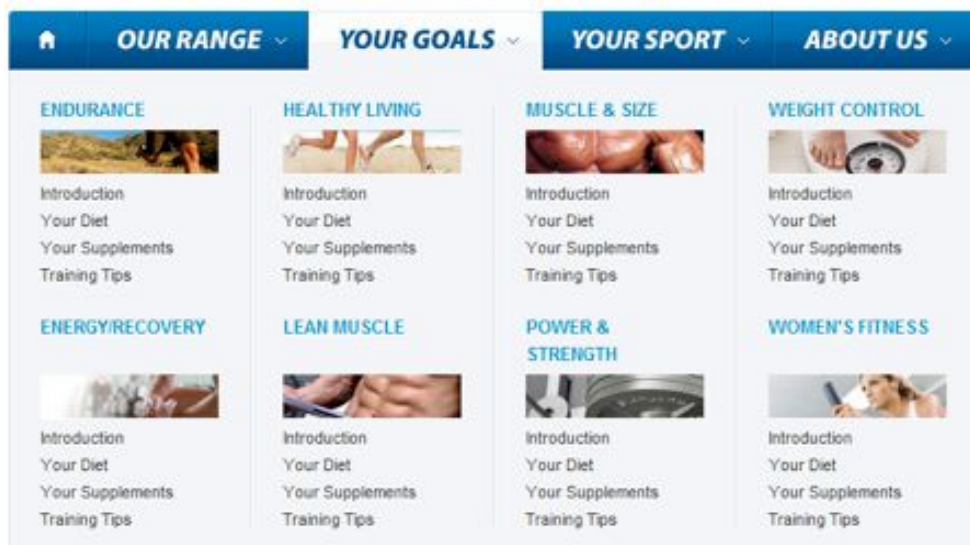 OUR RANGE
YOUR GOALS
YOUR SPORT
ABOUT US
ENDURANCE
Introduction
Your Diet
Your Supplements
Training Tips
HEALTHY LIVING
Introduction
Your Diet
Your Supplements
Training Tips
MUSCLE & SIZE
Introduction
Your Diet
Your Supplements
Training Tips
WEIGHT CONTROL
Introduction
Your Diet
Your Supplements
Training Tips
ENERGY/RECOVERY
Introduction
Your Diet
Your Supplements
Training Tips
LEAN MUSCLE
Introduction
Your Diet
Your Supplements
Training Tips
POWER &
STRENGTH
Introduction
Your Diet
Your Supplements
Training Tips
WOMEN'S FITNESS
Introduction
Your Diet
Your Supplements
Training Tips